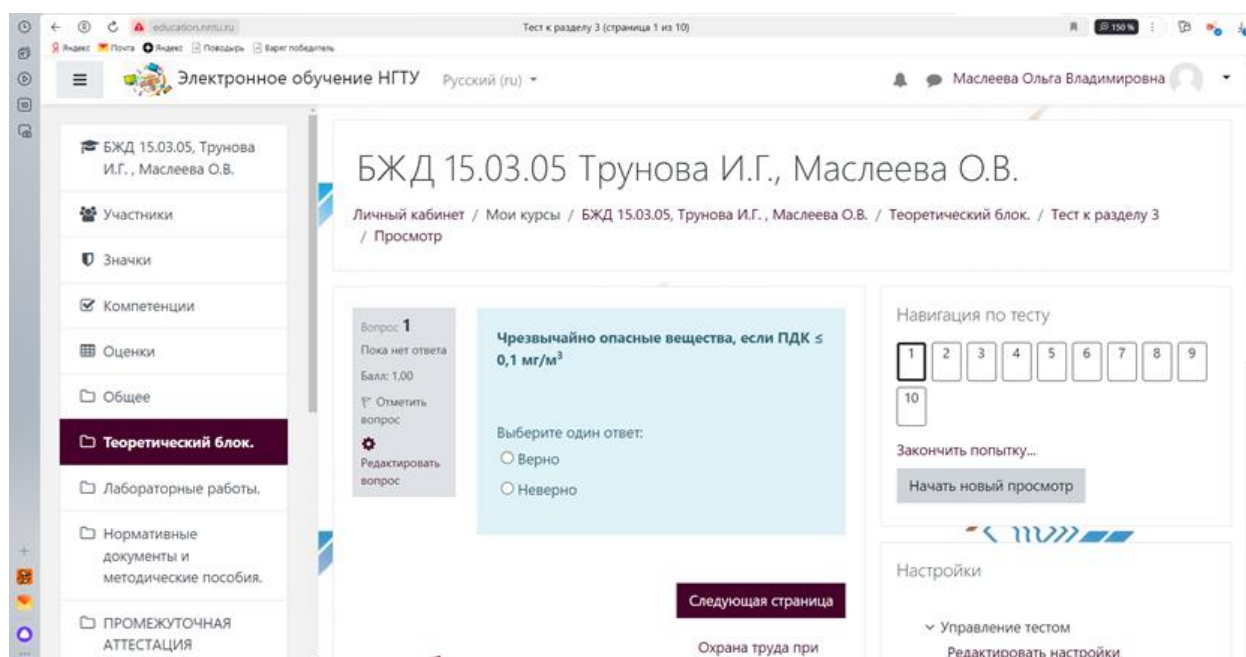 education.nntu.ru
Тест к разделу 3 (страница 1 из 10)
150 %
Яндекс Почта Яндекс Поводырь Варяг победитель
Электронное обучение НГТУ
Русский (ru)
Маслеева Ольга Владимировна
БЖД 15.03.05, Трунова
И.Г. , Маслеева О.В.
Участники
Значки
Компетенции
Оценки
Общее
Теоретический блок.
Лабораторные работы.
Нормативные
документы и
методические пособия.
ПРОМЕЖУТОЧНАЯ
АТТЕСТАЦИЯ
БЖД 15.03.05 Трунова И.Г., Маслеева О.В.
Личный кабинет / Мои курсы / БЖД 15.03.05, Трунова И.Г. , Маслеева О.В. / Теоретический блок. / Тест к разделу 3
/ Просмотр
Вопрос 1
Пока нет ответа
Балл: 1,00
Отметить
вопрос
Редактировать
вопрос
Чрезвычайно опасные вещества, если ПДК ≤
0,1 мг/м³
Выберите один ответ:
Верно
Неверно
Следующая страница
Охрана труда при
Навигация по тесту
1 2 3 4 5 6 7 8 9
10
Закончить попытку...
Начать новый просмотр
Настройки
Управление тестом
Редактировать настройки